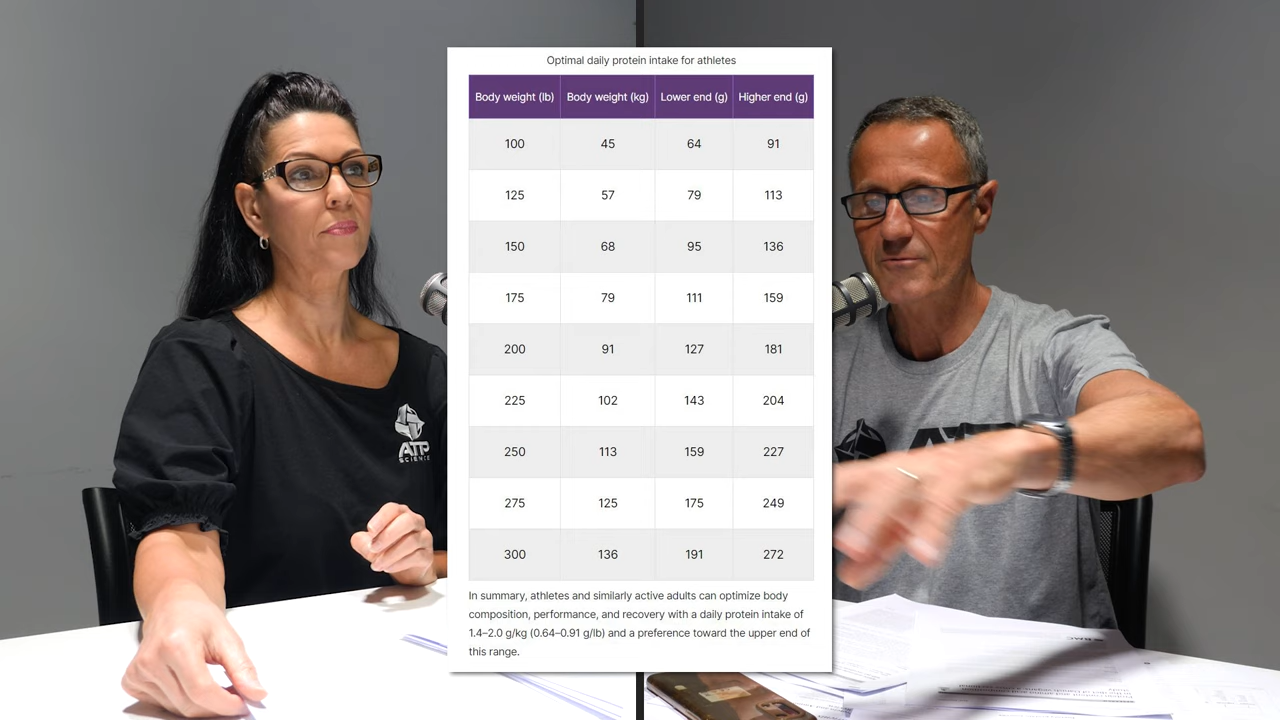 Optimal daily protein intake for athletes
Body weight (lb) Body weight (kg) Lower end (g) Higher end (g)
100 45 64 91
125 57 79 113
150 68 95 136
175 79 111 159
200 91 127 181
225 102 143 204
250 113 159 227
275 125 175 249
300 136 191 272
In summary, athletes and similarly active adults can optimize body
composition, performance, and recovery with a daily protein intake of
1.4–2.0 g/kg (0.64–0.91 g/lb) and a preference toward the upper end of
this range.
ATP
SCIENCE